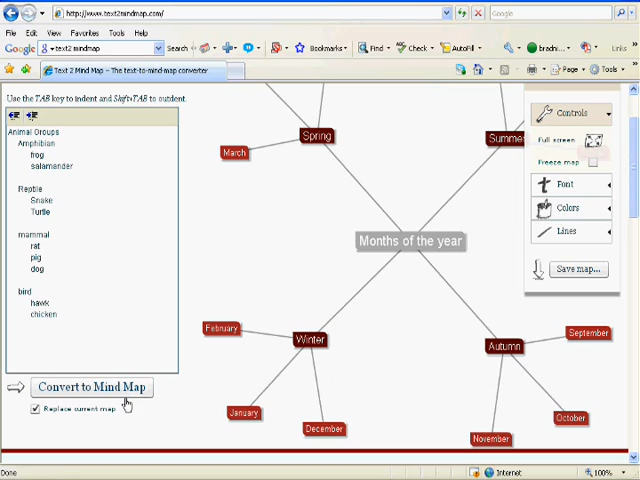 http://www.text2mindmap.com/
Google
File Edit View Favorites Tools Help
Google text2 mindmap Search Bookmarks Find Check AutoFill bradni... Links
Text 2 Mind Map – The text-to-mind-map converter
Page Tools
Use the TAB key to indent and Shift+TAB to outdent.
Animal Groups
Amphibian
frog
salamander
Reptile
Snake
Turtle
mammal
rat
pig
dog
bird
hawk
chicken
Convert to Mind Map
Replace current map
Spring
Summer
March
Months of the year
February
Winter
January
December
Autumn
September
October
November
Controls
Full screen
Freeze map
Font
Colors
Lines
Save map...
Done
Internet
100%